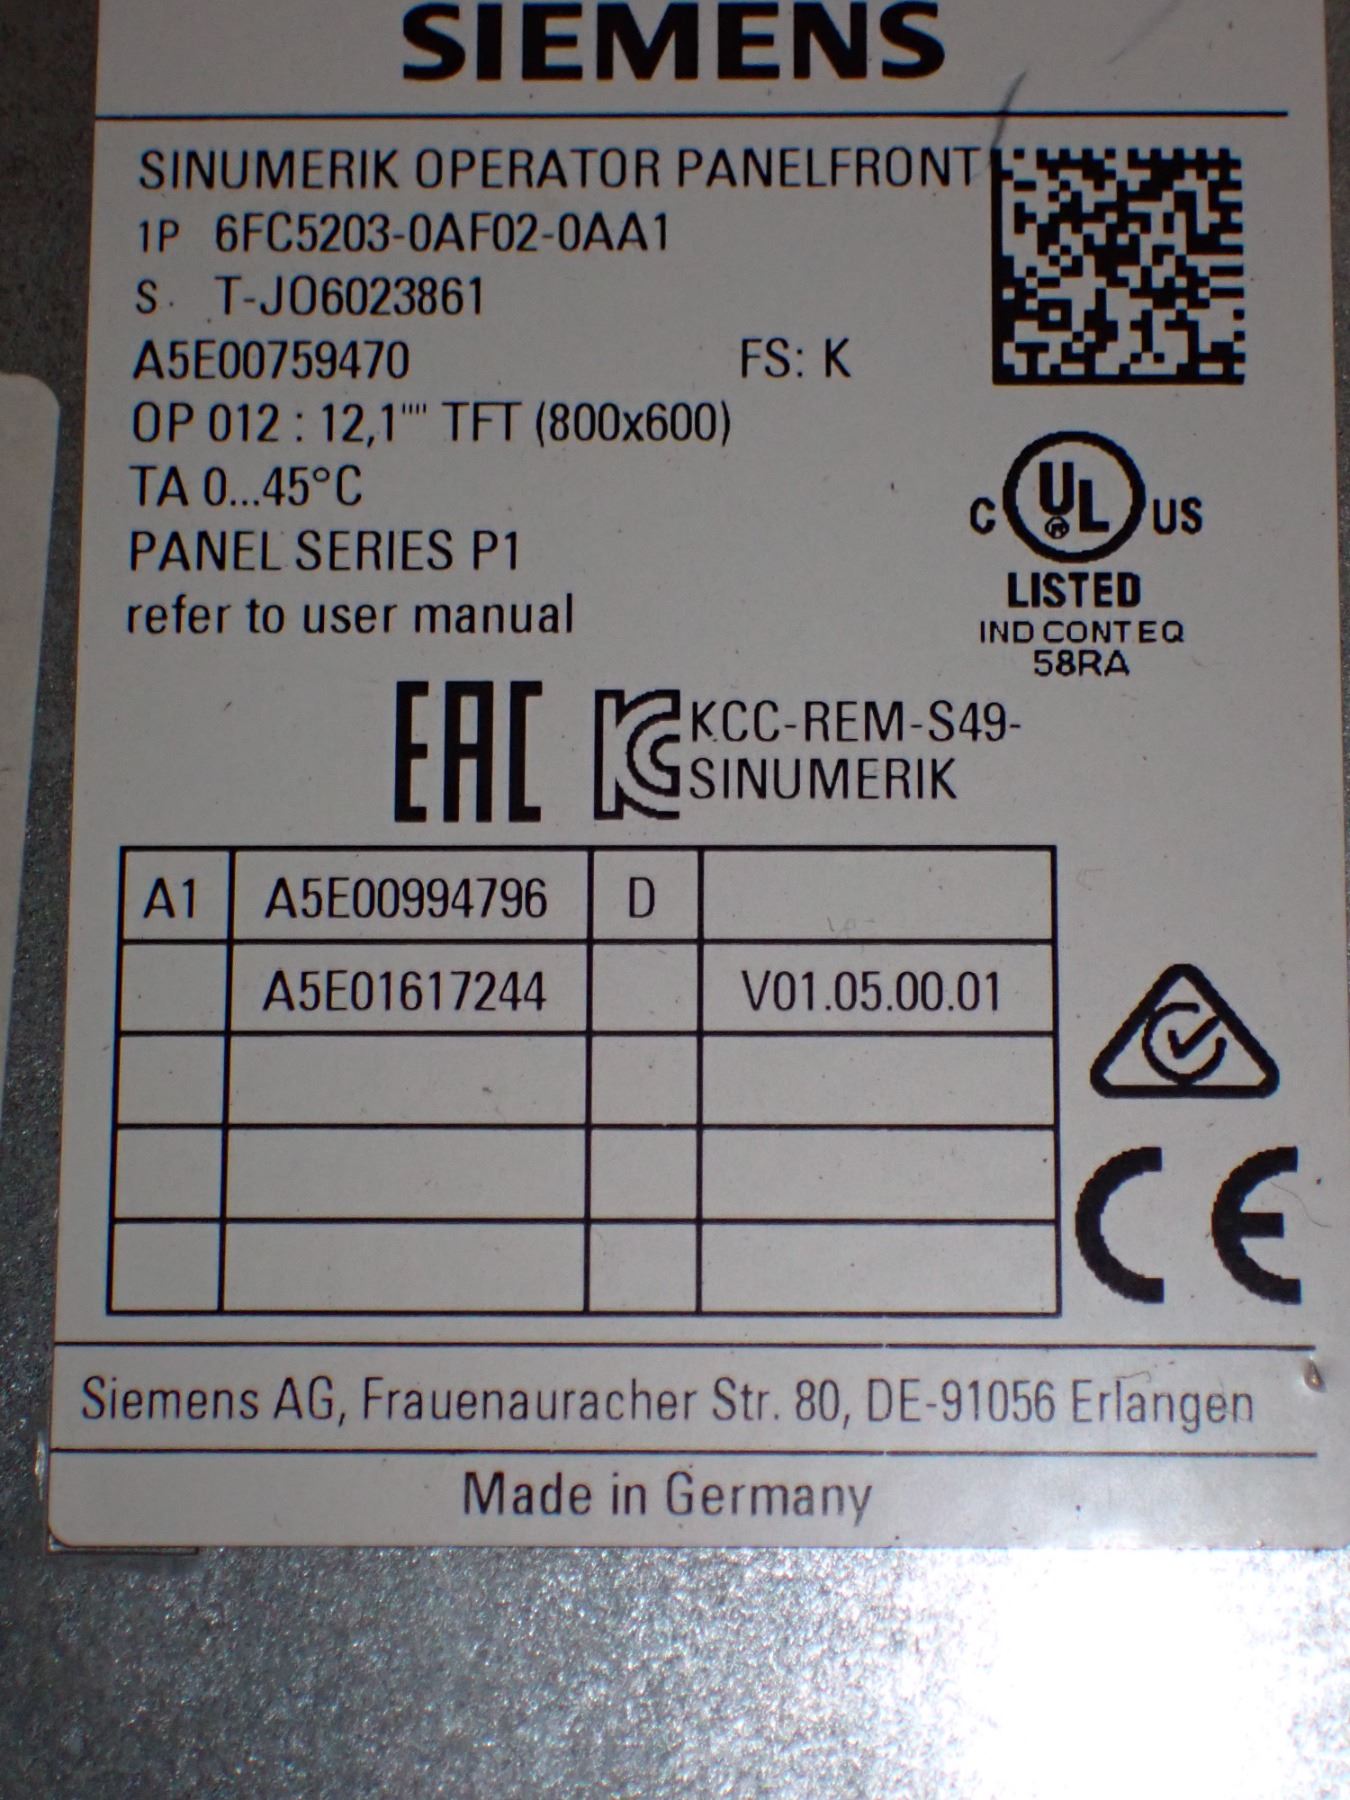 SIEMENS
SINUMERIK OPERATOR PANELFRONT
1P 6FC5203-0AF02-0AA1
S T-JO6023861
A5E00759470 FS: K
OP 012 : 12,1"" TFT (800x600)
TA 0...45°C
PANEL SERIES P1
refer to user manual
C UL US
®
LISTED
IND CONT EQ
58RA
EAC KC KCC-REM-S49-
SINUMERIK
A1 A5E00994796 D
A5E01617244 V01.05.00.01
CE
Siemens AG, Frauenauracher Str. 80, DE-91056 Erlangen
Made in Germany